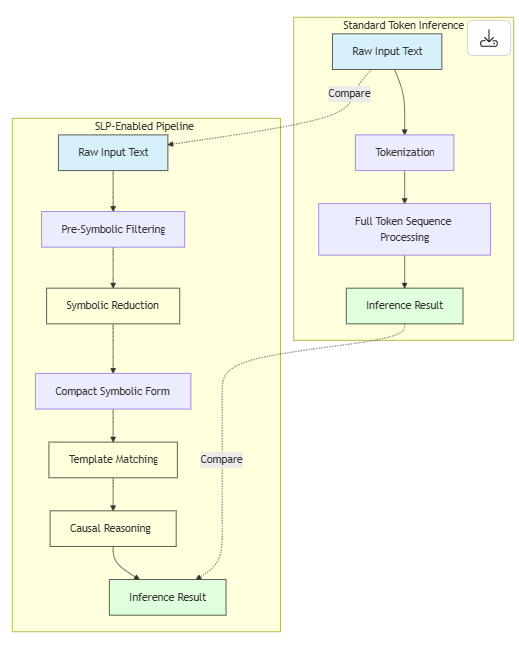 Standard Token Inference
Raw Input Text
Compare
Tokenization
Full Token Sequence
Processing
Inference Result
SLP-Enabled Pipeline
Raw Input Text
Pre-Symbolic Filtering
Symbolic Reduction
Compact Symbolic Form
Template Matching
Causal Reasoning
Compare
Inference Result